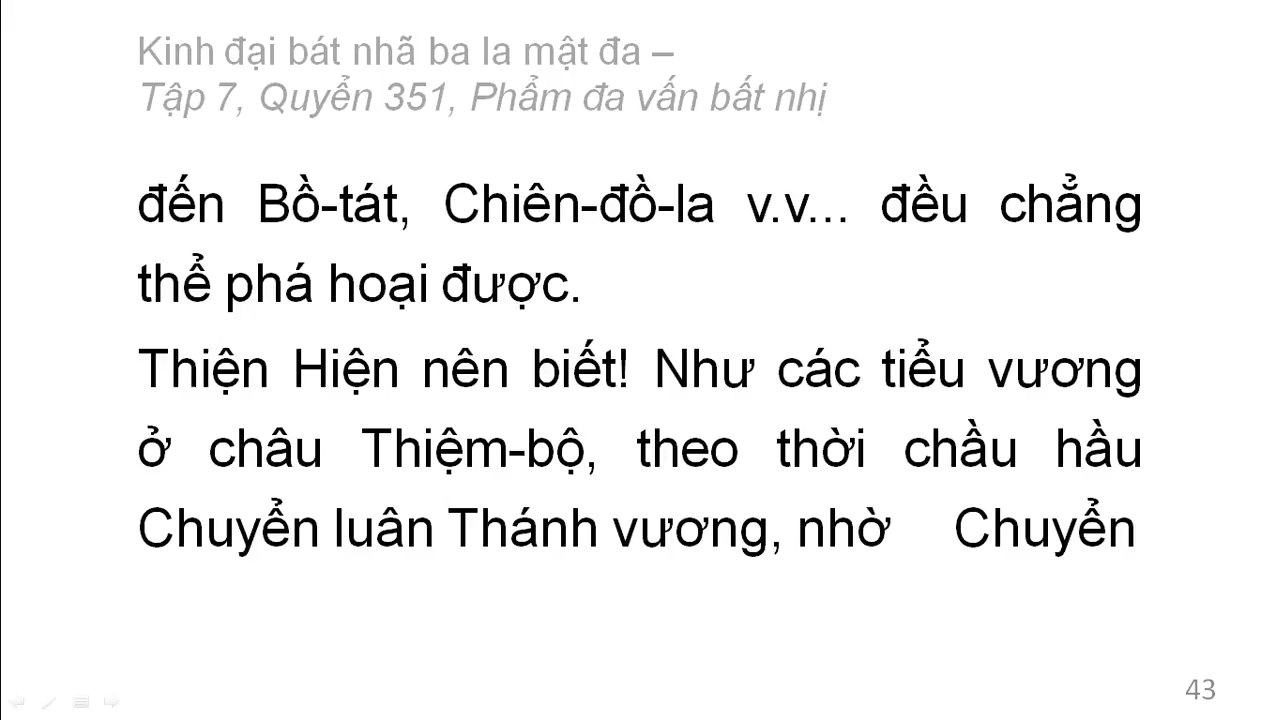 Kinh đại bát nhã ba la mật đa –
Tập 7, Quyển 351, Phẩm đa vấn bất nhị
đến Bồ-tát, Chiên-đồ-la v.v... đều chẳng
thể phá hoại được.
Thiện Hiện nên biết! Như các tiểu vương
ở châu Thiệm-bộ, theo thời chầu hầu
Chuyển luân Thánh vương, nhờ Chuyển
43